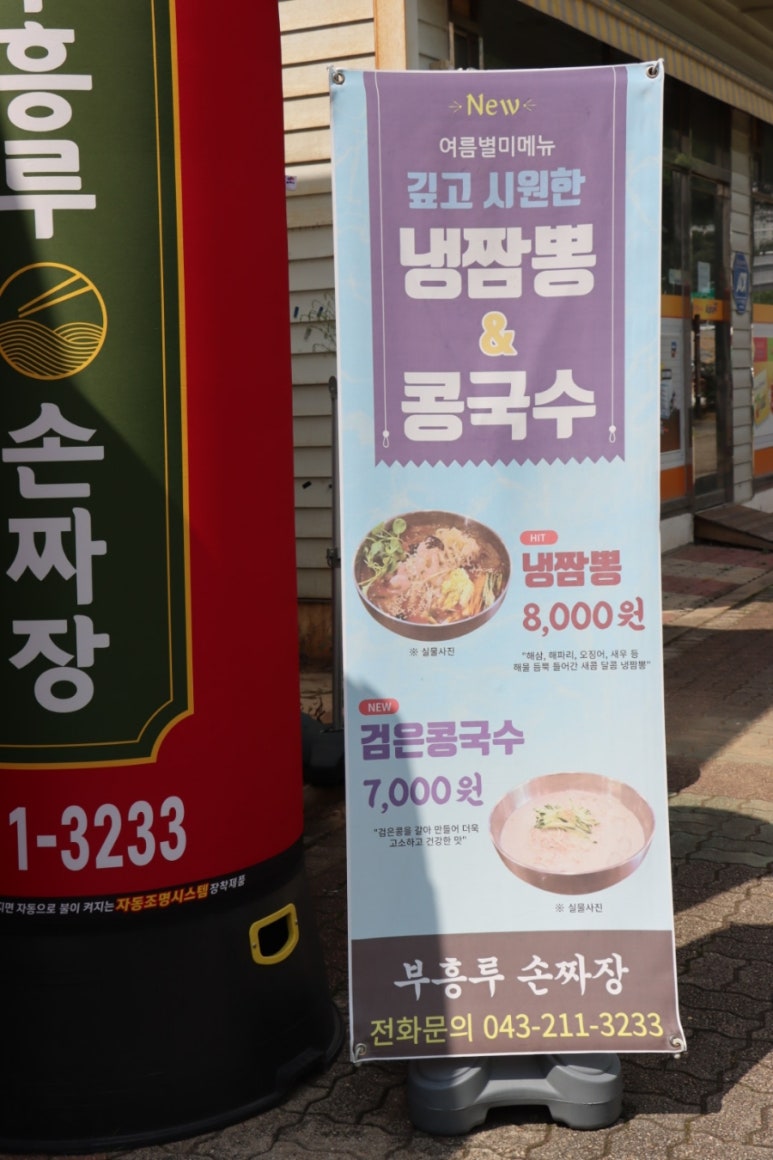 흥루
손짜장
1-3233
지면 자동으로 불이 켜지는 자동조명시스템 장착제품
New
여름별미메뉴
깊고 시원한
냉짬뽕
&
콩국수
HIT
냉짬뽕
8,000원
※ 실물사진
"해삼, 해파리, 오징어, 새우 등
해물 듬뿍 들어간 새콤 달콤 냉짬뽕"
NEW
검은콩국수
7,000원
"검은콩을 갈아 만들어 더욱
고소하고 건강한 맛"
※ 실물사진
부흥루 손짜장
전화문의 043-211-3233